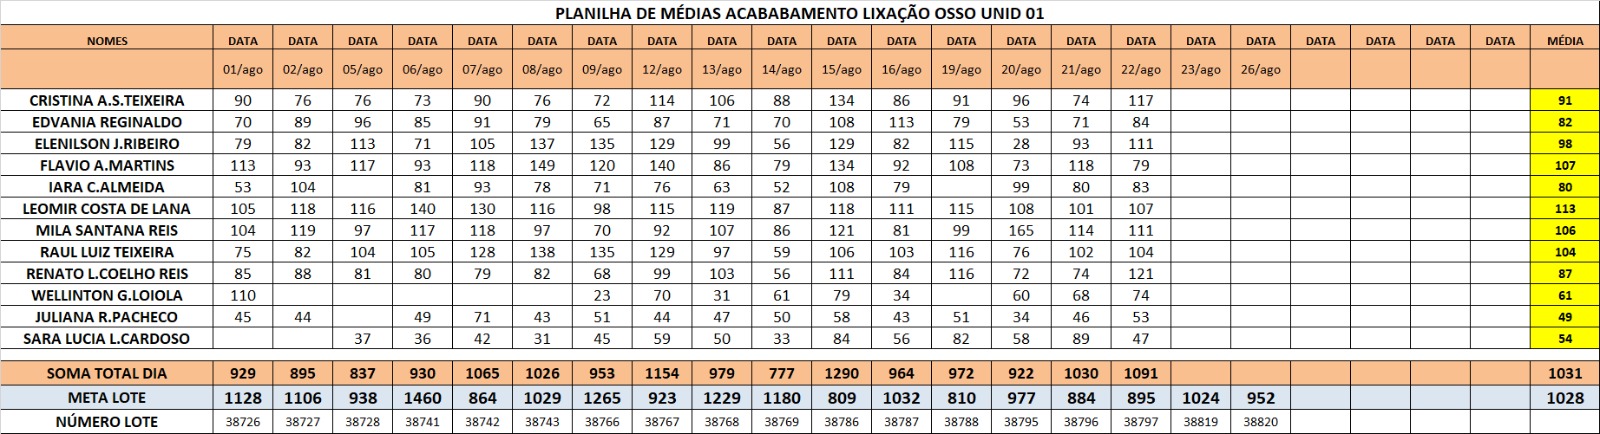 PLANILHA DE MÉDIAS ACABABAMENTO LIXAÇÃO OSSO UNID 01
NOMES DATA DATA DATA DATA DATA DATA DATA DATA DATA DATA DATA DATA DATA DATA DATA DATA DATA DATA DATA DATA DATA DATA MÉDIA
01/ago 02/ago 05/ago 06/ago 07/ago 08/ago 09/ago 12/ago 13/ago 14/ago 15/ago 16/ago 19/ago 20/ago 21/ago 22/ago 23/ago 26/ago
CRISTINA A.S.TEIXEIRA 90 76 76 73 90 76 72 114 106 88 134 86 91 96 74 117 91
EDVANIA REGINALDO 70 89 96 85 91 79 65 87 71 70 108 113 79 53 71 84 82
ELENILSON J.RIBEIRO 79 82 113 71 105 137 135 129 99 56 129 82 115 28 93 111 98
FLAVIO A.MARTINS 113 93 117 93 118 149 120 140 86 79 134 92 108 73 118 79 107
IARA C.ALMEIDA 53 104 81 93 78 71 76 63 52 108 79 99 80 83 80
LEOMIR COSTA DE LANA 105 118 116 140 130 116 98 115 119 87 118 111 115 108 101 107 113
MILA SANTANA REIS 104 119 97 117 118 97 70 92 107 86 121 81 99 165 114 111 106
RAUL LUIZ TEIXEIRA 75 82 104 105 128 138 135 129 97 59 106 103 116 76 102 104 104
RENATO L.COELHO REIS 85 88 81 80 79 82 68 99 103 56 111 84 116 72 74 121 87
WELLINTON G.LOIOLA 110 23 70 31 61 79 34 60 68 74 61
JULIANA R.PACHECO 45 44 49 71 43 51 44 47 50 58 43 51 34 46 53 49
SARA LUCIA L.CARDOSO 37 36 42 31 45 59 50 33 84 56 82 58 89 47 54
SOMA TOTAL DIA 929 895 837 930 1065 1026 953 1154 979 777 1290 964 972 922 1030 1091 1031
META LOTE 1128 1106 938 1460 864 1029 1265 923 1229 1180 809 1032 810 977 884 895 1024 952 1028
NÚMERO LOTE 38726 38727 38728 38741 38742 38743 38766 38767 38768 38769 38786 38787 38788 38795 38796 38797 38819 38820